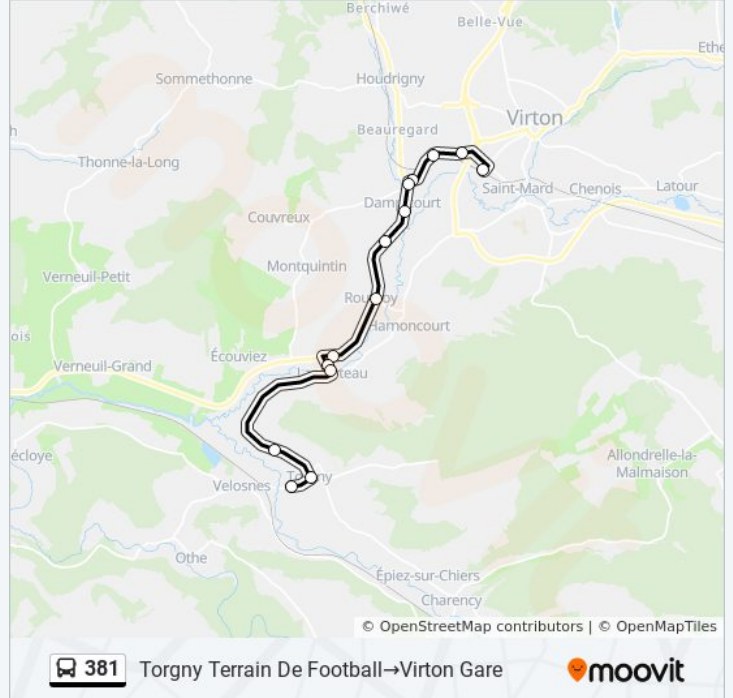 Berchiwé
Belle-Vue
Ethe
Sommethonne
Houdrigny
Virton
Beauregard
h
Thonne-la-Long
Saint-Mard
Chenois
Latour
Couvreux
Montquintin
Verneuil-Petit
Hamoncourt
ois
Écouviez
Verneuil-Grand
écloye
Allondrelle-la-
Malmaison
Velosnes
Othe
Épiez-sur-Chiers
Charency
© OpenStreetMap contributors | © OpenMapTiles
381 Torgny Terrain De Football→Virton Gare
moovit